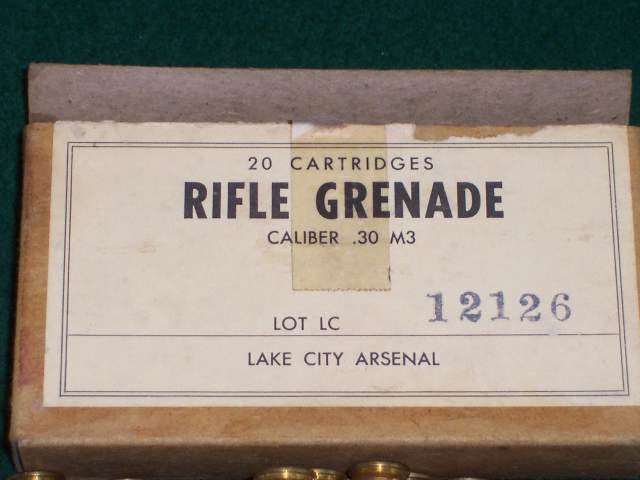 20 CARTRIDGES
RIFLE GRENADE
CALIBER .30 M3
LOT LC 12126
LAKE CITY ARSENAL